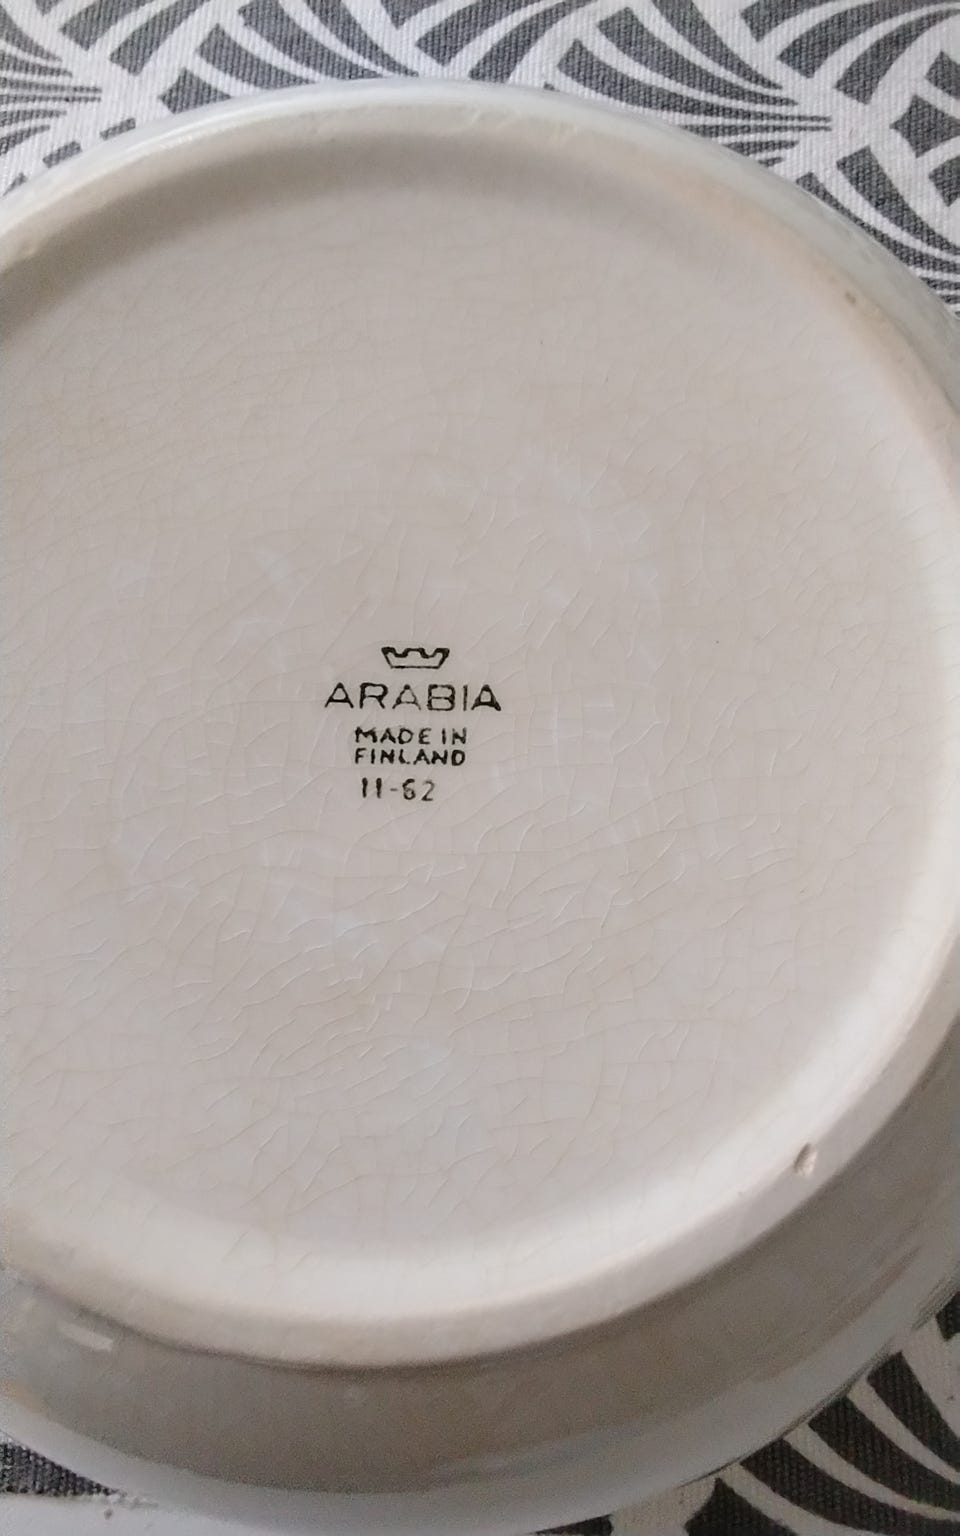 ARABIA
MADE IN
FINLAND
11-62